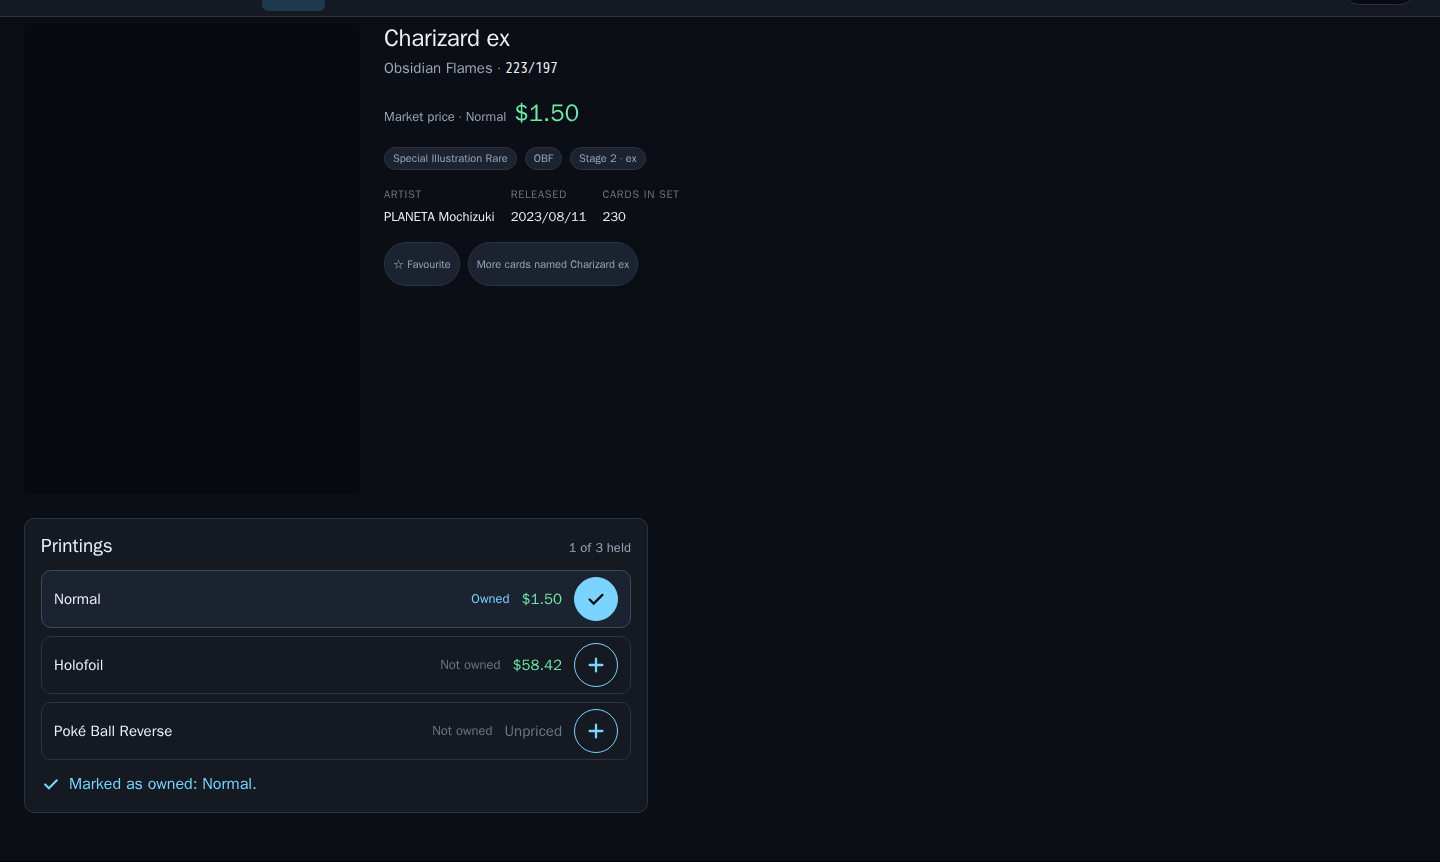 Charizard ex
Obsidian Flames · 223/197
Market price · Normal $1.50
Special Illustration Rare OBF Stage 2 · ex
ARTIST RELEASED CARDS IN SET
PLANETA Mochizuki 2023/08/11 230
☆ Favourite More cards named Charizard ex
Printings 1 of 3 held
Normal Owned $1.50
Holofoil Not owned $58.42
Poké Ball Reverse Not owned Unpriced
Marked as owned: Normal.